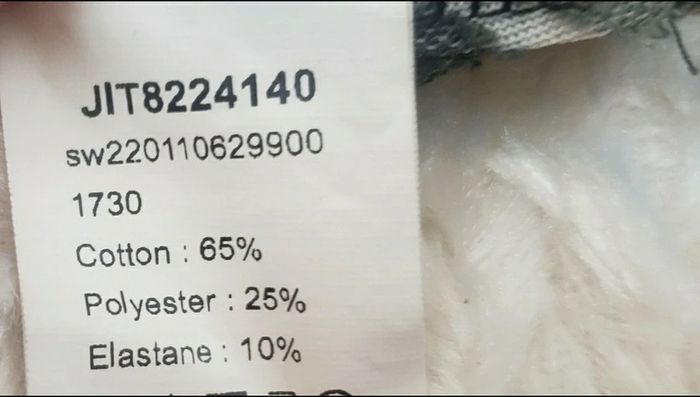 JIT8224140
sw220110629900
1730
Cotton : 65%
Polyester : 25%
Elastane : 10%